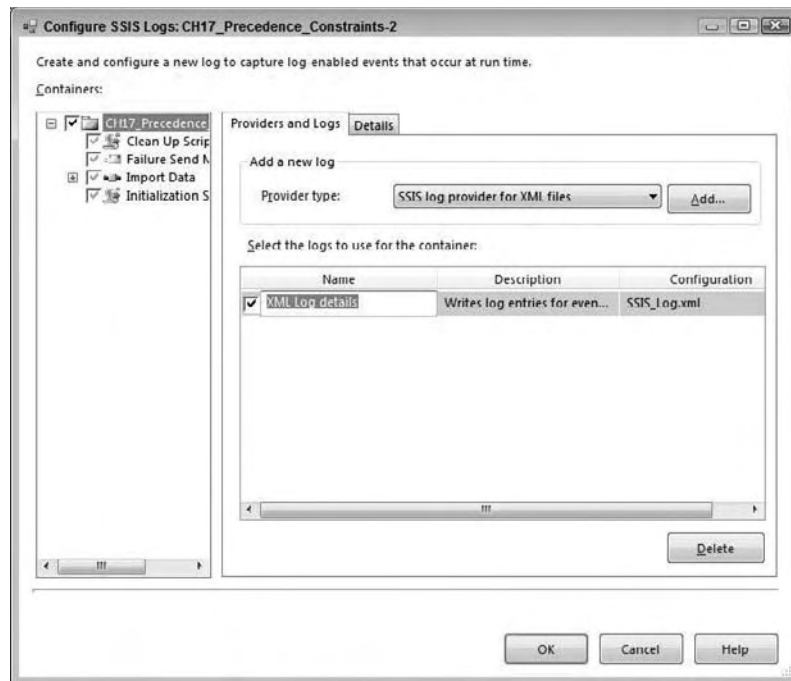 Configure SSIS Logs: CH17_Precedence_Constraints-2
Create and configure a new log to capture log-enabled events that occur at run time.
Containers:
CH17_Precedence
Clean Up Scrip
Failure Send
Import Data
Initialization S
Providers and Logs
Details
Add a new log
Provider type:
SSIS log provider for XML files
Add...
Select the logs to use for the container:
Name
Description
Configuration
XML Log details
Writes log entries for even...
SSIS_Log.xml
Delete
OK
Cancel
Help